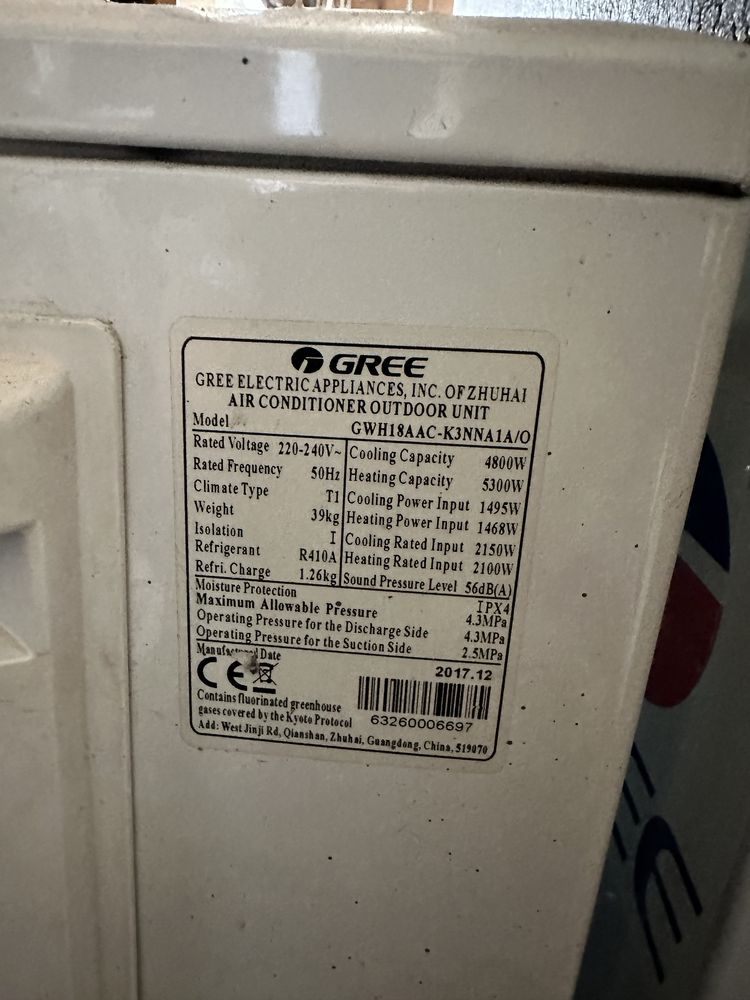 GREE
GREE ELECTRIC APPLIANCES, INC. OF ZHUHAI
AIR CONDITIONER OUTDOOR UNIT
Model GWH18AAC-K3NNA1A/O
Rated Voltage 220-240V~ Cooling Capacity 4800W
Rated Frequency 50Hz Heating Capacity 5300W
Climate Type T1 Cooling Power Input 1495W
Weight 39kg Heating Power Input 1468W
Isolation I Cooling Rated Input 2150W
Refrigerant R410A Heating Rated Input 2100W
Refri. Charge 1.26kg Sound Pressure Level 56dB(A)
Moisture Protection IPX4
Maximum Allowable Pressure 4.3MPa
Operating Pressure for the Discharge Side 4.3MPa
Operating Pressure for the Suction Side 2.5MPa
Manufactured Date 2017.12
CE
Contains fluorinated greenhouse
gases covered by the Kyoto Protocol 63260006697
Add: West Jinji Rd, Qianshan, Zhuhai, Guangdong, China, 519070